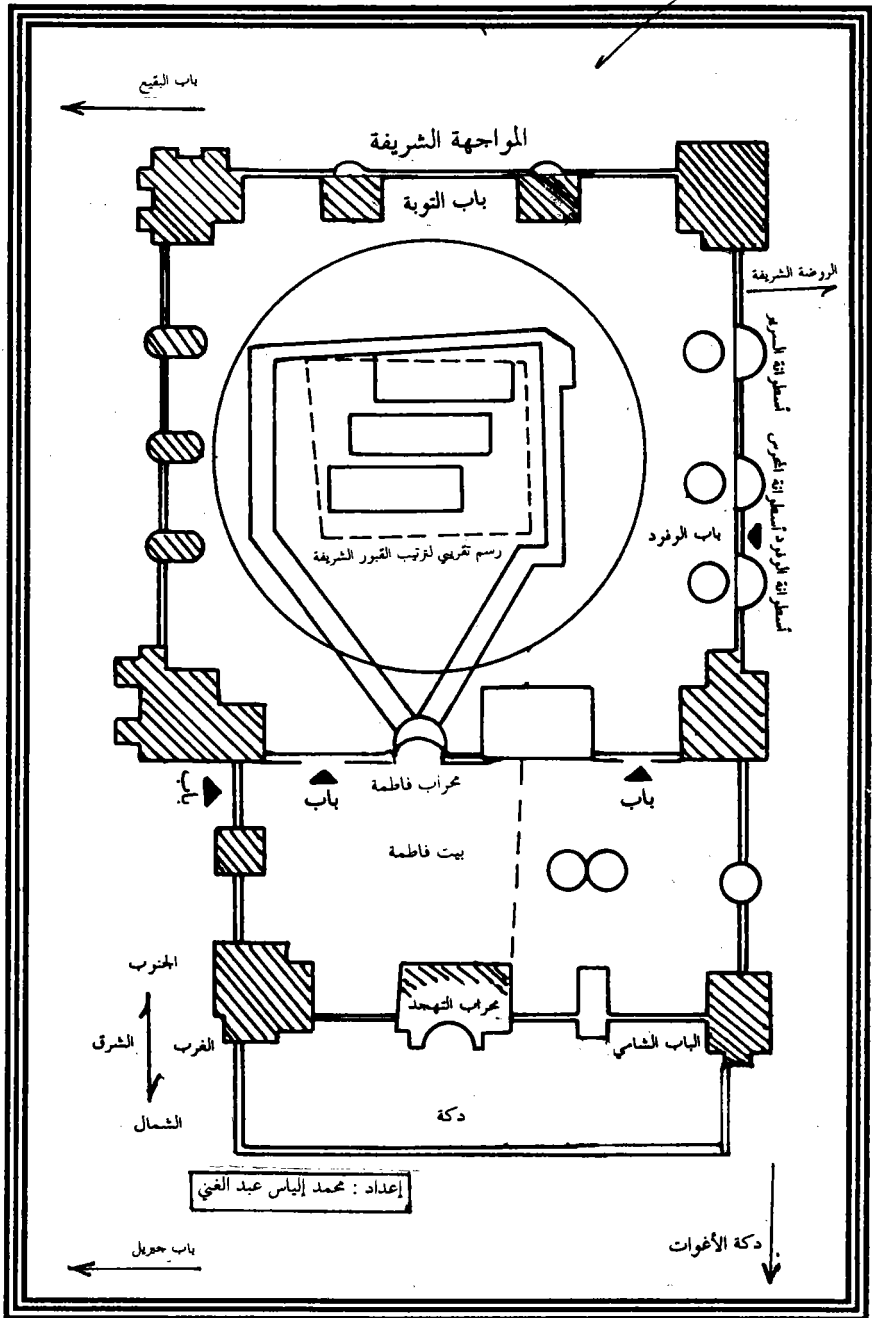 باب البقيع
المواجهة الشريفة
باب التوبة
الروضة الشريفة
أسطوانة السرير
أسطوانة المحرس
أسطوانة الوفود
باب الوفود
رسم تقريبي لترتيب القبور الشريفة
باب
باب
محراب فاطمة
باب
بيت فاطمة
الجنوب
الشرق
الغرب
الشمال
محراب التهجد
الباب الشامي
دكة
إعداد : محمد إلياس عبد الغني
دكة الأغوات
باب جبريل